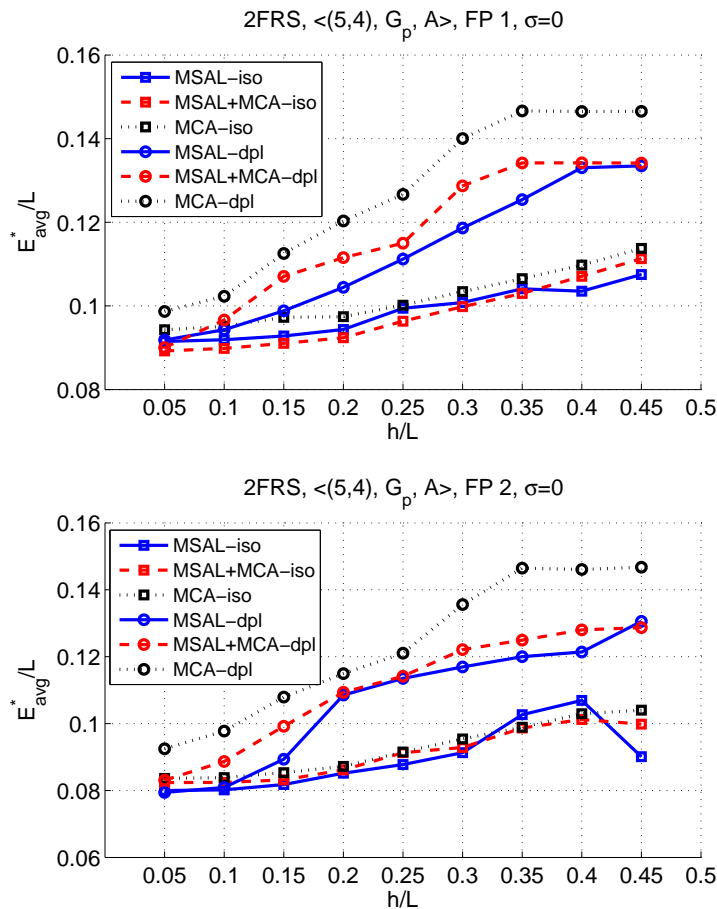 2FRS, <(5,4), G_p, A>, FP 1, σ=0
0.16
0.14
0.12
0.1
0.08
E*_avg/L
MSAL−iso
MSAL+MCA−iso
MCA−iso
MSAL−dpl
MSAL+MCA−dpl
MCA−dpl
0.05 0.1 0.15 0.2 0.25 0.3 0.35 0.4 0.45 0.5
h/L
2FRS, <(5,4), G_p, A>, FP 2, σ=0
0.16
0.14
0.12
0.1
0.08
0.06
E*_avg/L
MSAL−iso
MSAL+MCA−iso
MCA−iso
MSAL−dpl
MSAL+MCA−dpl
MCA−dpl
0.05 0.1 0.15 0.2 0.25 0.3 0.35 0.4 0.45 0.5
h/L